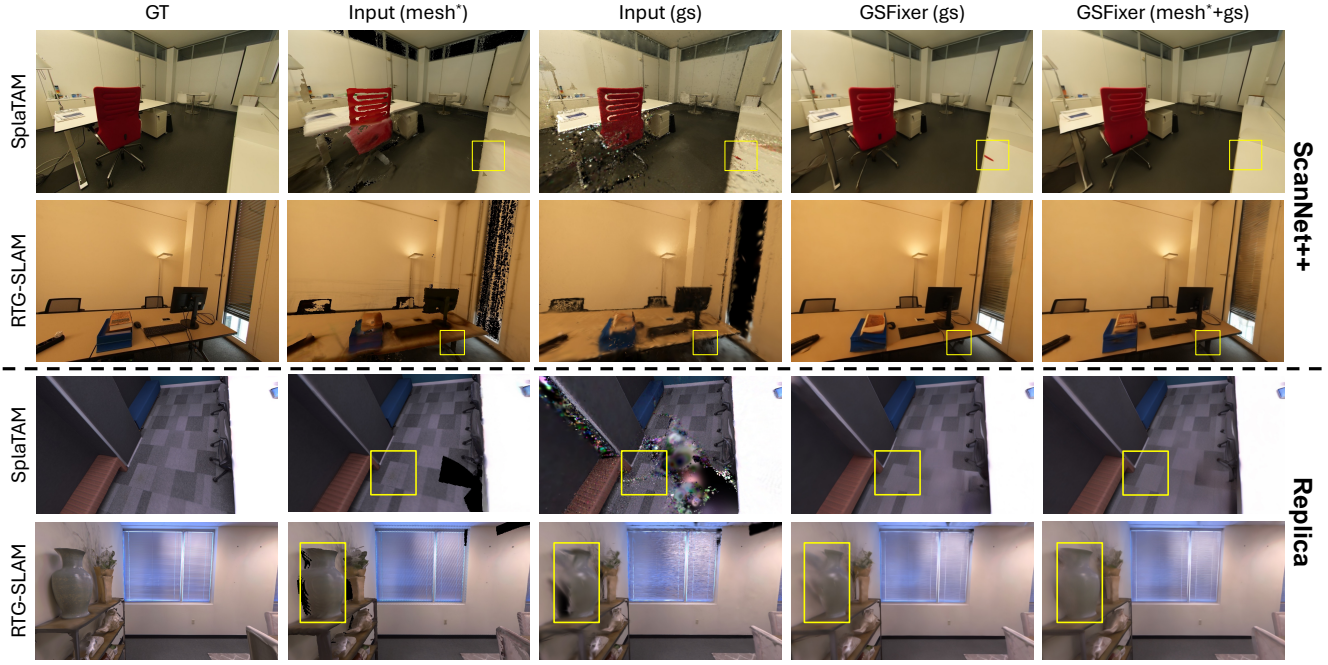 GT
Input (mesh*)
Input (gs)
GSFixer (gs)
GSFixer (mesh*+gs)
SplaTAM
RTG-SLAM
ScanNet++
SplaTAM
RTG-SLAM
Replica